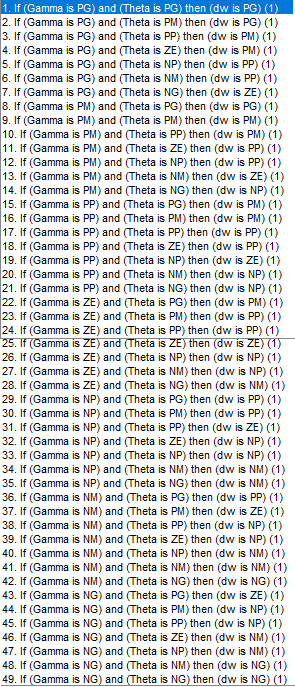 1. If (Gamma is PG) and (Theta is PG) then (dw is PG) (1)
2. If (Gamma is PG) and (Theta is PM) then (dw is PG) (1)
3. If (Gamma is PG) and (Theta is PP) then (dw is PM) (1)
4. If (Gamma is PG) and (Theta is ZE) then (dw is PM) (1)
5. If (Gamma is PG) and (Theta is NP) then (dw is PP) (1)
6. If (Gamma is PG) and (Theta is NM) then (dw is PP) (1)
7. If (Gamma is PG) and (Theta is NG) then (dw is ZE) (1)
8. If (Gamma is PM) and (Theta is PG) then (dw is PG) (1)
9. If (Gamma is PM) and (Theta is PM) then (dw is PM) (1)
10. If (Gamma is PM) and (Theta is PP) then (dw is PM) (1)
11. If (Gamma is PM) and (Theta is ZE) then (dw is PP) (1)
12. If (Gamma is PM) and (Theta is NP) then (dw is PP) (1)
13. If (Gamma is PM) and (Theta is NM) then (dw is ZE) (1)
14. If (Gamma is PM) and (Theta is NG) then (dw is NP) (1)
15. If (Gamma is PP) and (Theta is PG) then (dw is PM) (1)
16. If (Gamma is PP) and (Theta is PM) then (dw is PM) (1)
17. If (Gamma is PP) and (Theta is PP) then (dw is PP) (1)
18. If (Gamma is PP) and (Theta is ZE) then (dw is PP) (1)
19. If (Gamma is PP) and (Theta is NP) then (dw is ZE) (1)
20. If (Gamma is PP) and (Theta is NM) then (dw is NP) (1)
21. If (Gamma is PP) and (Theta is NG) then (dw is NP) (1)
22. If (Gamma is ZE) and (Theta is PG) then (dw is PM) (1)
23. If (Gamma is ZE) and (Theta is PM) then (dw is PP) (1)
24. If (Gamma is ZE) and (Theta is PP) then (dw is PP) (1)
25. If (Gamma is ZE) and (Theta is ZE) then (dw is ZE) (1)
26. If (Gamma is ZE) and (Theta is NP) then (dw is NP) (1)
27. If (Gamma is ZE) and (Theta is NM) then (dw is NP) (1)
28. If (Gamma is ZE) and (Theta is NG) then (dw is NM) (1)
29. If (Gamma is NP) and (Theta is PG) then (dw is PP) (1)
30. If (Gamma is NP) and (Theta is PM) then (dw is PP) (1)
31. If (Gamma is NP) and (Theta is PP) then (dw is ZE) (1)
32. If (Gamma is NP) and (Theta is ZE) then (dw is NP) (1)
33. If (Gamma is NP) and (Theta is NP) then (dw is NP) (1)
34. If (Gamma is NP) and (Theta is NM) then (dw is NM) (1)
35. If (Gamma is NP) and (Theta is NG) then (dw is NM) (1)
36. If (Gamma is NM) and (Theta is PG) then (dw is PP) (1)
37. If (Gamma is NM) and (Theta is PM) then (dw is ZE) (1)
38. If (Gamma is NM) and (Theta is PP) then (dw is NP) (1)
39. If (Gamma is NM) and (Theta is ZE) then (dw is NP) (1)
40. If (Gamma is NM) and (Theta is NP) then (dw is NM) (1)
41. If (Gamma is NM) and (Theta is NM) then (dw is NM) (1)
42. If (Gamma is NM) and (Theta is NG) then (dw is NG) (1)
43. If (Gamma is NG) and (Theta is PG) then (dw is ZE) (1)
44. If (Gamma is NG) and (Theta is PM) then (dw is NP) (1)
45. If (Gamma is NG) and (Theta is PP) then (dw is NP) (1)
46. If (Gamma is NG) and (Theta is ZE) then (dw is NM) (1)
47. If (Gamma is NG) and (Theta is NP) then (dw is NM) (1)
48. If (Gamma is NG) and (Theta is NM) then (dw is NG) (1)
49. If (Gamma is NG) and (Theta is NG) then (dw is NG) (1)